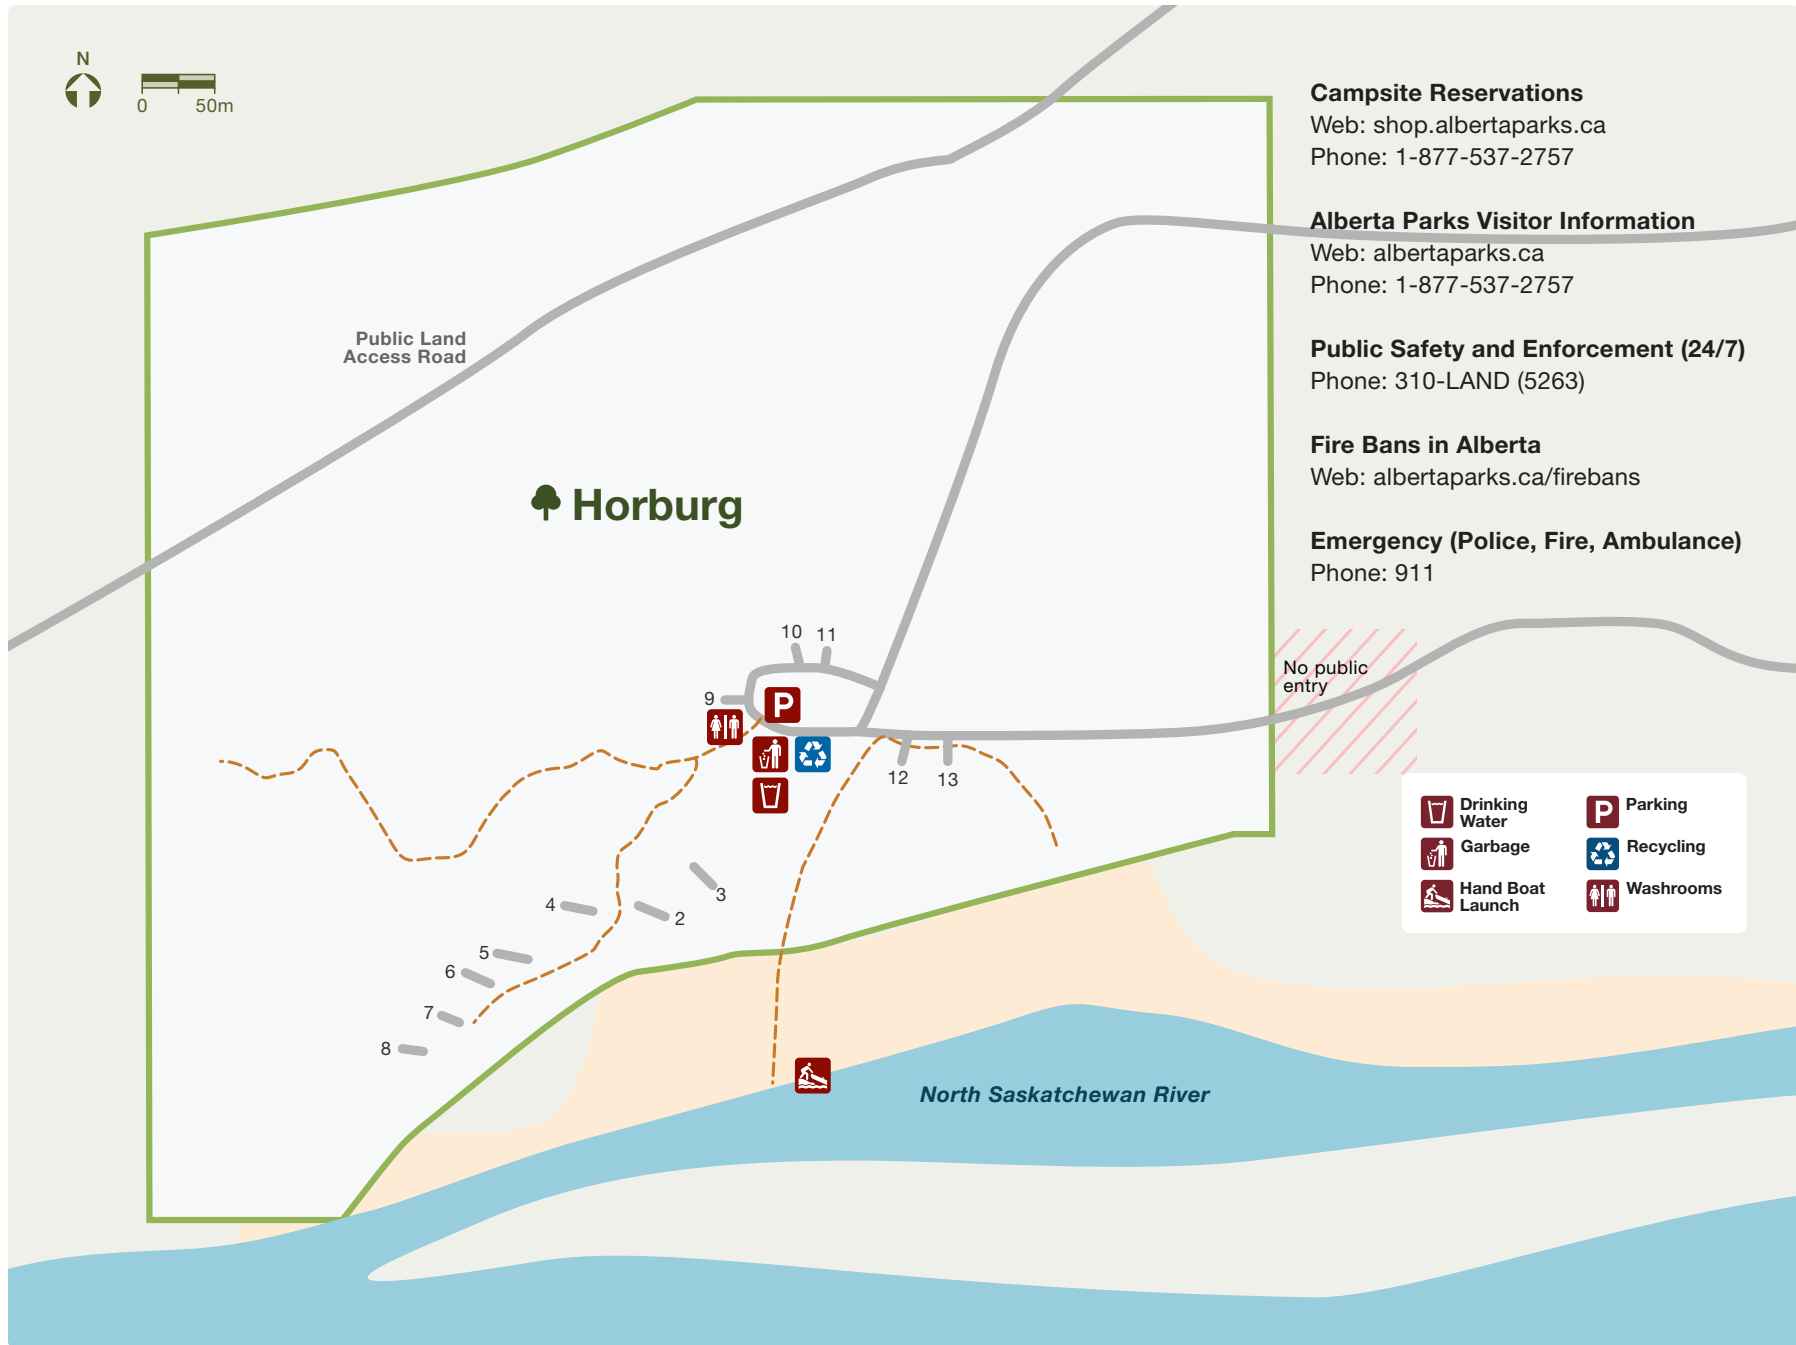 N
0 50m
Campsite Reservations
Web: shop.albertaparks.ca
Phone: 1-877-537-2757
Alberta Parks Visitor Information
Web: albertaparks.ca
Phone: 1-877-537-2757
Public Safety and Enforcement (24/7)
Phone: 310-LAND (5263)
Fire Bans in Alberta
Web: albertaparks.ca/firebans
Emergency (Police, Fire, Ambulance)
Phone: 911
Public Land
Access Road
Horburg
10
11
9
P
12
13
3
2
4
5
6
7
8
No public
entry
Drinking
Water
Garbage
Hand Boat
Launch
P
Parking
Recycling
Washrooms
North Saskatchewan River